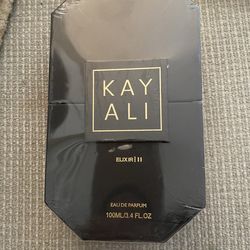 KAY
ALI
ELIXIR | 11
EAU DE PARFUM
100ML/3.4 FL.OZ